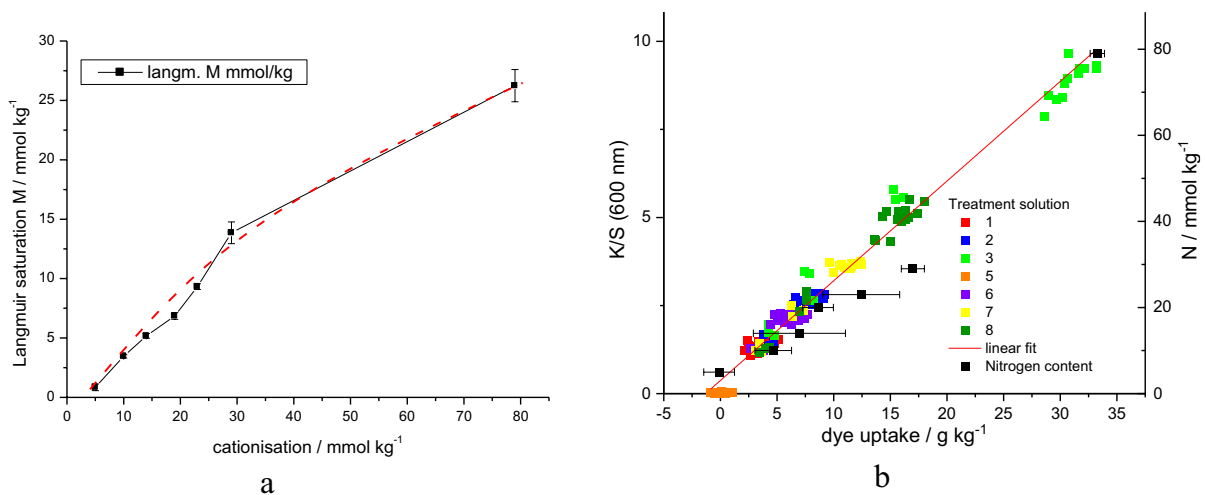 30
25
20
15
10
5
0
Langmuir saturation M / mmol kg⁻¹
langm. M mmol/kg
0 10 20 30 40 50 60 70 80
cationisation / mmol kg⁻¹
a
10
5
0
K/S (600 nm)
80
60
40
20
0
N / mmol kg⁻¹
Treatment solution
1
2
3
5
6
7
8
linear fit
Nitrogen content
-5 0 5 10 15 20 25 30 35
dye uptake / g kg⁻¹
b